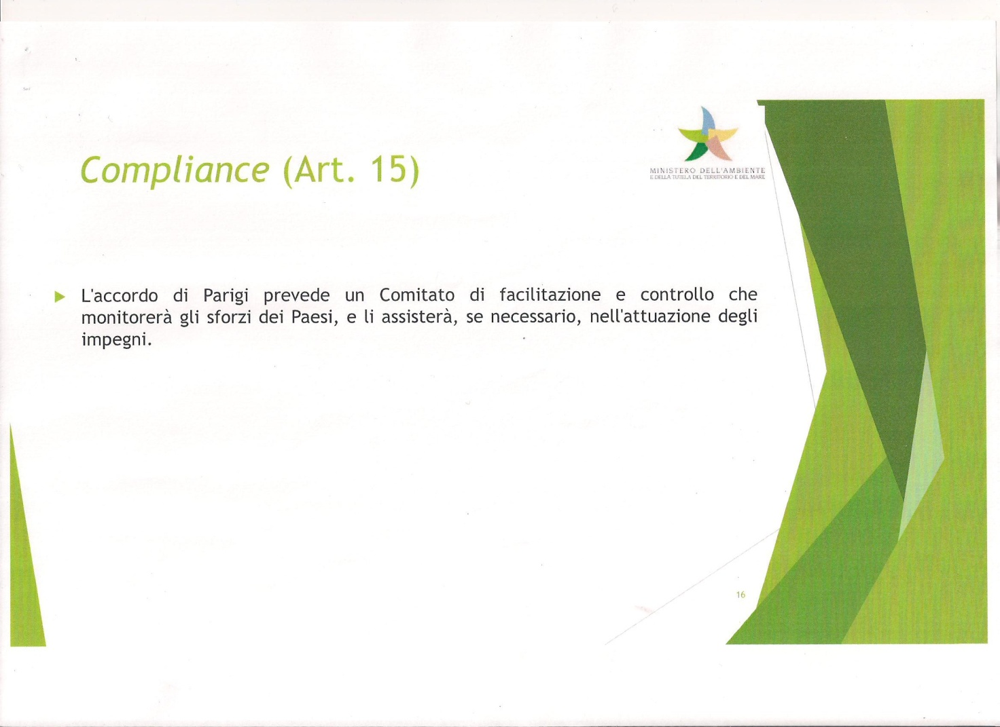 Compliance (Art. 15)
MINISTERO DELL'AMBIENTE
E DELLA TUTELA DEL TERRITORIO E DEL MARE
L'accordo di Parigi prevede un Comitato di facilitazione e controllo che
monitorerà gli sforzi dei Paesi, e li assisterà, se necessario, nell'attuazione degli
impegni.
16